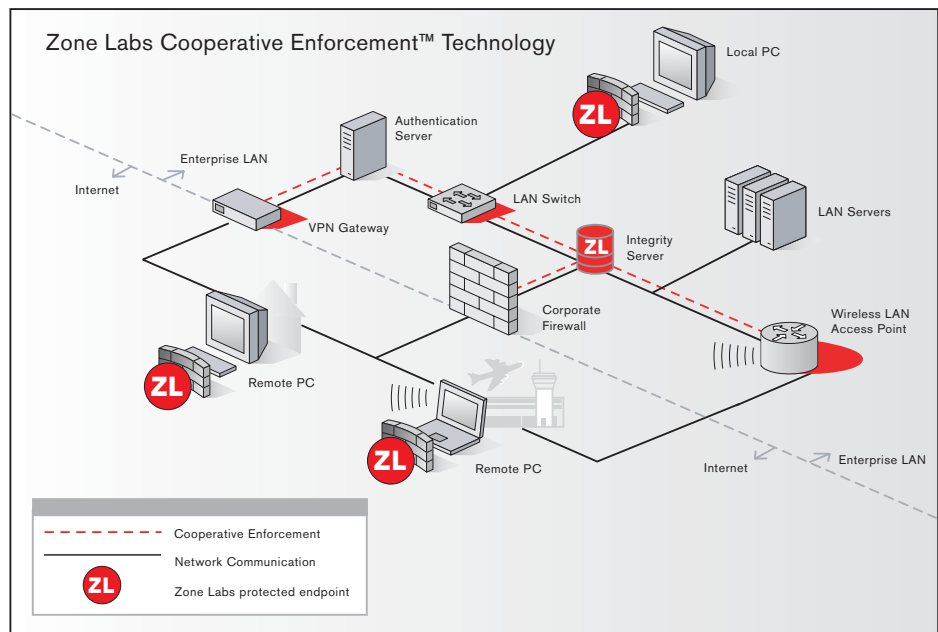 Zone Labs Cooperative Enforcement™ Technology
Local PC
ZL
Authentication
Server
Enterprise LAN
Internet
LAN Switch
LAN Servers
VPN Gateway
ZL
Integrity
Server
Corporate
Firewall
Wireless LAN
Access Point
ZL
Remote PC
ZL
Remote PC
Internet
Enterprise LAN
Cooperative Enforcement
Network Communication
ZL
Zone Labs protected endpoint